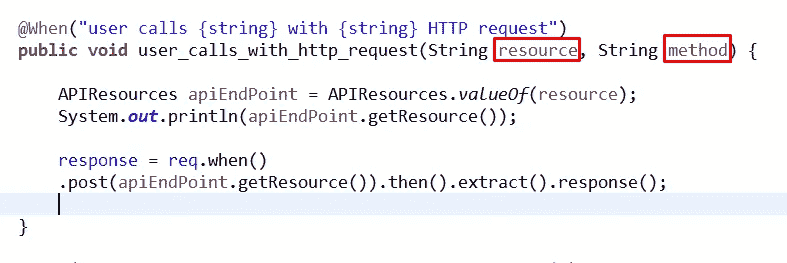 @When("user calls {string} with {string} HTTP request")
public void user_calls_with_http_request(String resource, String method) {
APIResources apiEndPoint = APIResources.valueOf(resource);
System.out.println(apiEndPoint.getResource());
response = req.when()
.post(apiEndPoint.getResource()).then().extract().response();
}